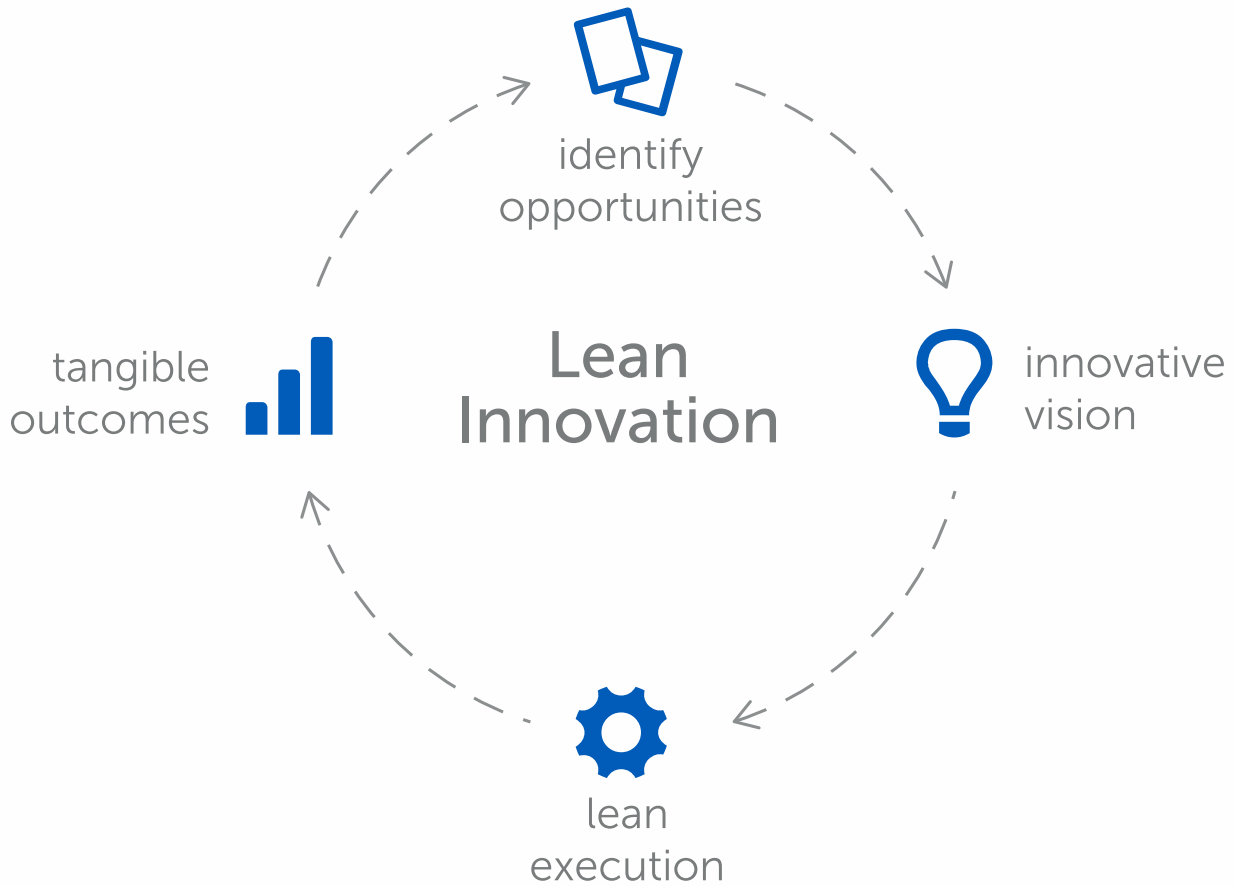 identify
opportunities
Lean
Innovation
tangible
outcomes
innovative
vision
lean
execution